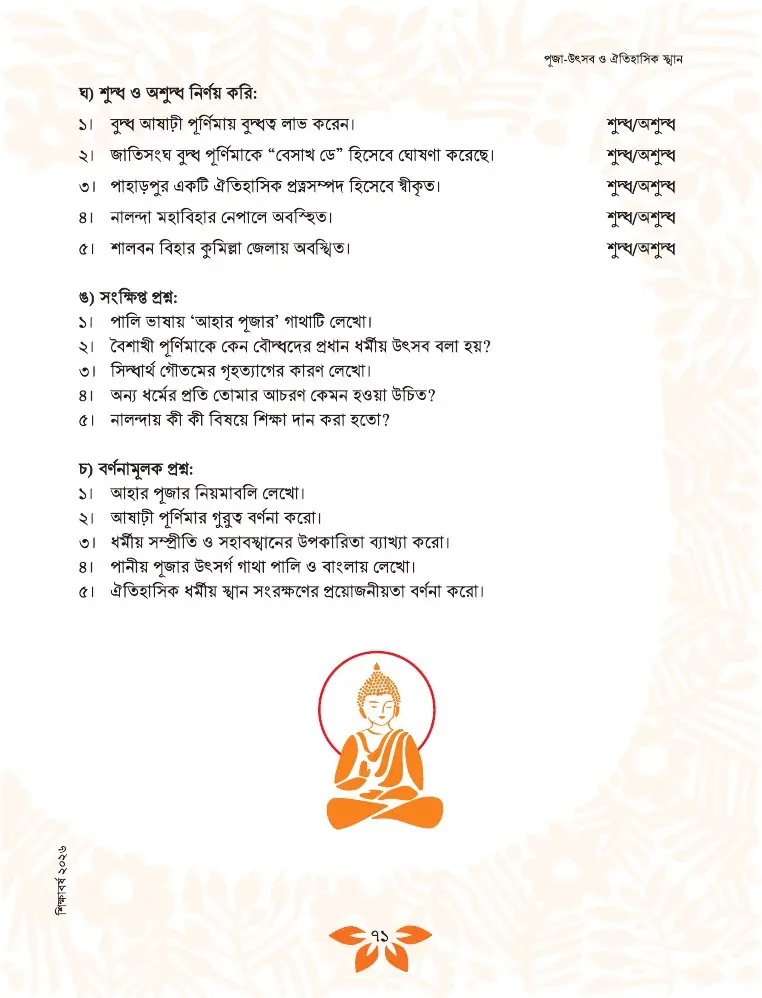 পূজা-উৎসব ও ঐতিহাসিক স্থান
ঘ) শুদ্ধ ও অশুদ্ধ নির্ণয় করি:
১। বুদ্ধ আষাঢ়ী পূর্ণিমায় বুদ্ধত্ব লাভ করেন। শুদ্ধ/অশুদ্ধ
২। জাতিসংঘ বুদ্ধ পূর্ণিমাকে “বেসাখ ডে” হিসেবে ঘোষণা করেছে। শুদ্ধ/অশুদ্ধ
৩। পাহাড়পুর একটি ঐতিহাসিক প্রত্নসম্পদ হিসেবে স্বীকৃত। শুদ্ধ/অশুদ্ধ
৪। নালন্দা মহাবিহার নেপালে অবস্থিত। শুদ্ধ/অশুদ্ধ
৫। শালবন বিহার কুমিল্লা জেলায় অবস্থিত। শুদ্ধ/অশুদ্ধ
ঙ) সংক্ষিপ্ত প্রশ্ন:
১। পালি ভাষায় ‘আহার পূজার’ গাথাটি লেখো।
২। বৈশাখী পূর্ণিমাকে কেন বৌদ্ধদের প্রধান ধর্মীয় উৎসব বলা হয়?
৩। সিদ্ধার্থ গৌতমের গৃহত্যাগের কারণ লেখো।
৪। অন্য ধর্মের প্রতি তোমার আচরণ কেমন হওয়া উচিত?
৫। নালন্দায় কী কী বিষয়ে শিক্ষা দান করা হতো?
চ) বর্ণনামূলক প্রশ্ন:
১। আহার পূজার নিয়মাবলি লেখো।
২। আষাঢ়ী পূর্ণিমার গুরুত্ব বর্ণনা করো।
৩। ধর্মীয় সম্প্রীতি ও সহাবস্থানের উপকারিতা ব্যাখ্যা করো।
৪। পানীয় পূজার উৎসর্গ গাথা পালি ও বাংলায় লেখো।
৫। ঐতিহাসিক ধর্মীয় স্থান সংরক্ষণের প্রয়োজনীয়তা বর্ণনা করো।
শিক্ষাবর্ষ ২০২৬
৭১